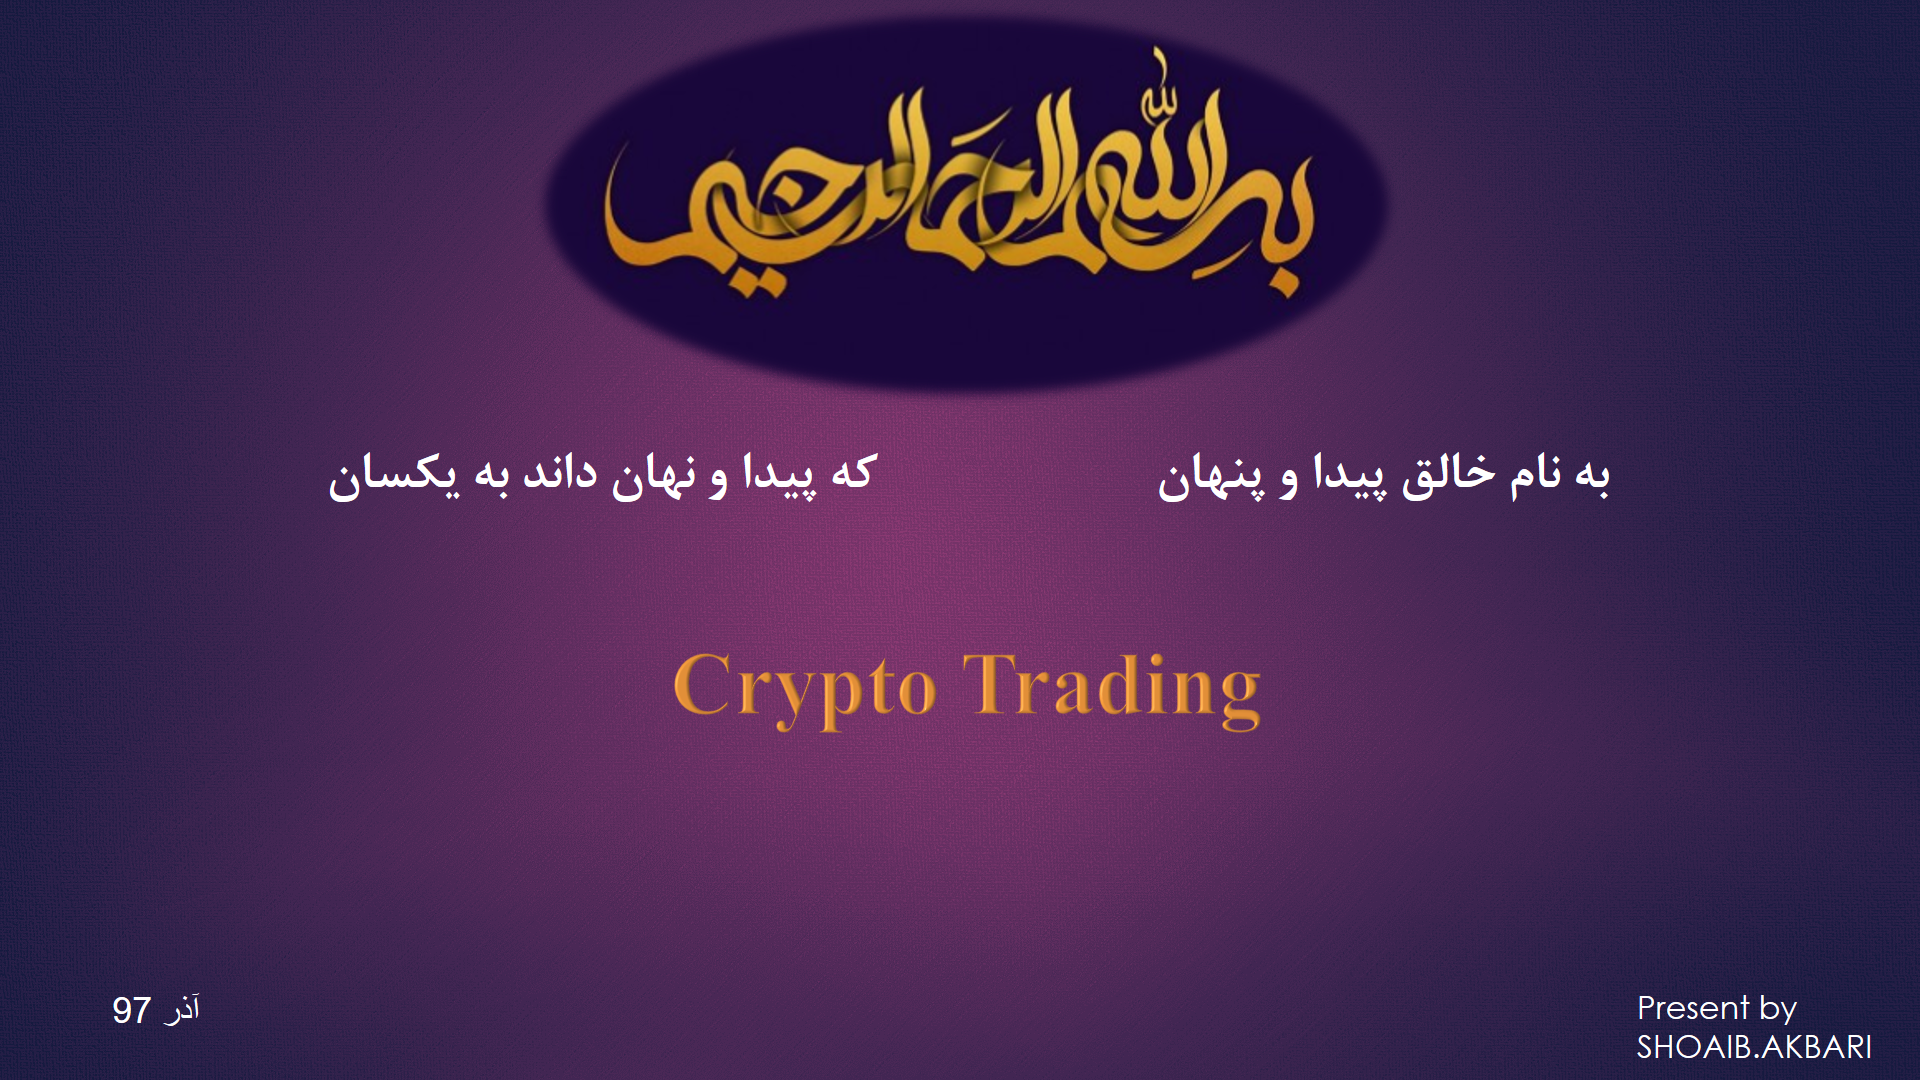 بسم الله الرحمن الرحیم
به نام خالق پیدا و پنهان
که پیدا و نهان داند به یکسان
Crypto Trading
آذر 97
Present by
SHOAIB.AKBARI